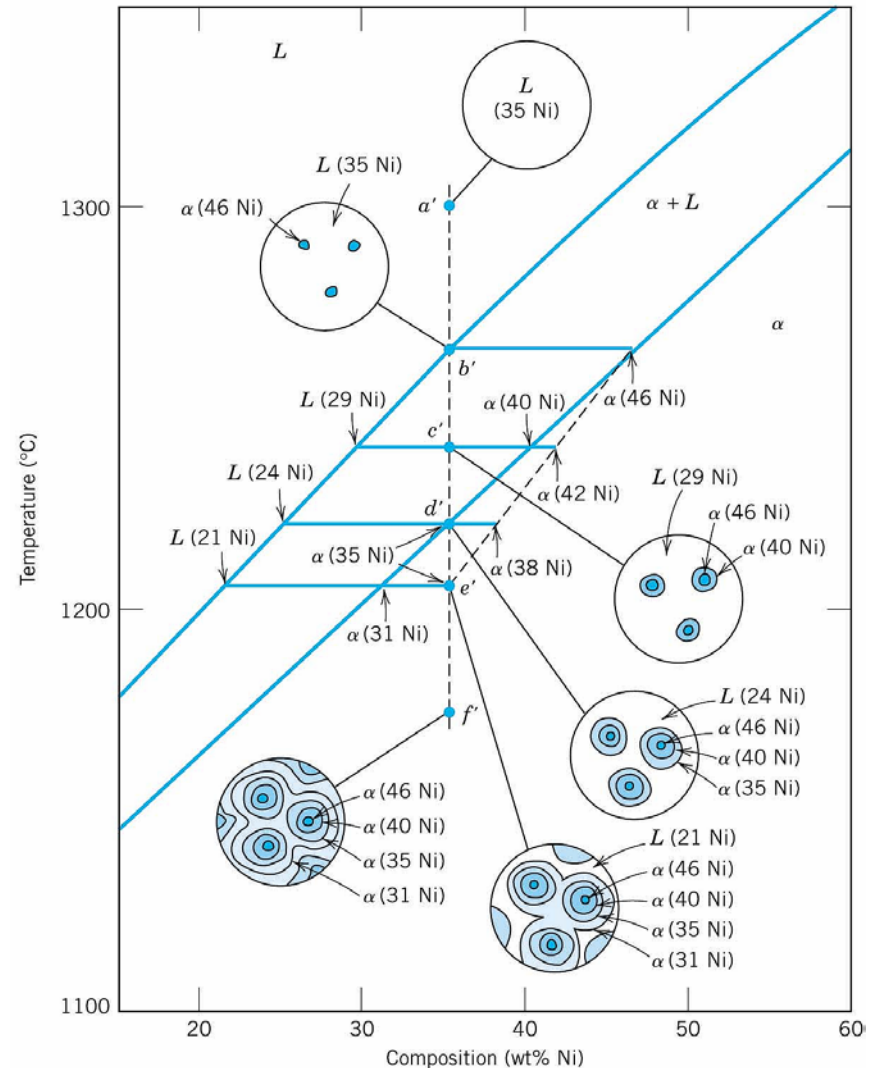 L
L
(35 Ni)
L (35 Ni)
α (46 Ni)
1300
a′
α + L
α
b′
L (29 Ni)
α (40 Ni)
α (46 Ni)
c′
L (24 Ni)
α (42 Ni)
L (29 Ni)
d′
α (46 Ni)
L (21 Ni)
α (35 Ni)
α (38 Ni)
α (40 Ni)
Temperature (°C)
e′
1200
α (31 Ni)
L (24 Ni)
f′
α (46 Ni)
α (40 Ni)
α (35 Ni)
α (46 Ni)
α (40 Ni)
α (35 Ni)
α (31 Ni)
L (21 Ni)
α (46 Ni)
α (40 Ni)
α (35 Ni)
α (31 Ni)
1100
20 30 40 50 60
Composition (wt% Ni)